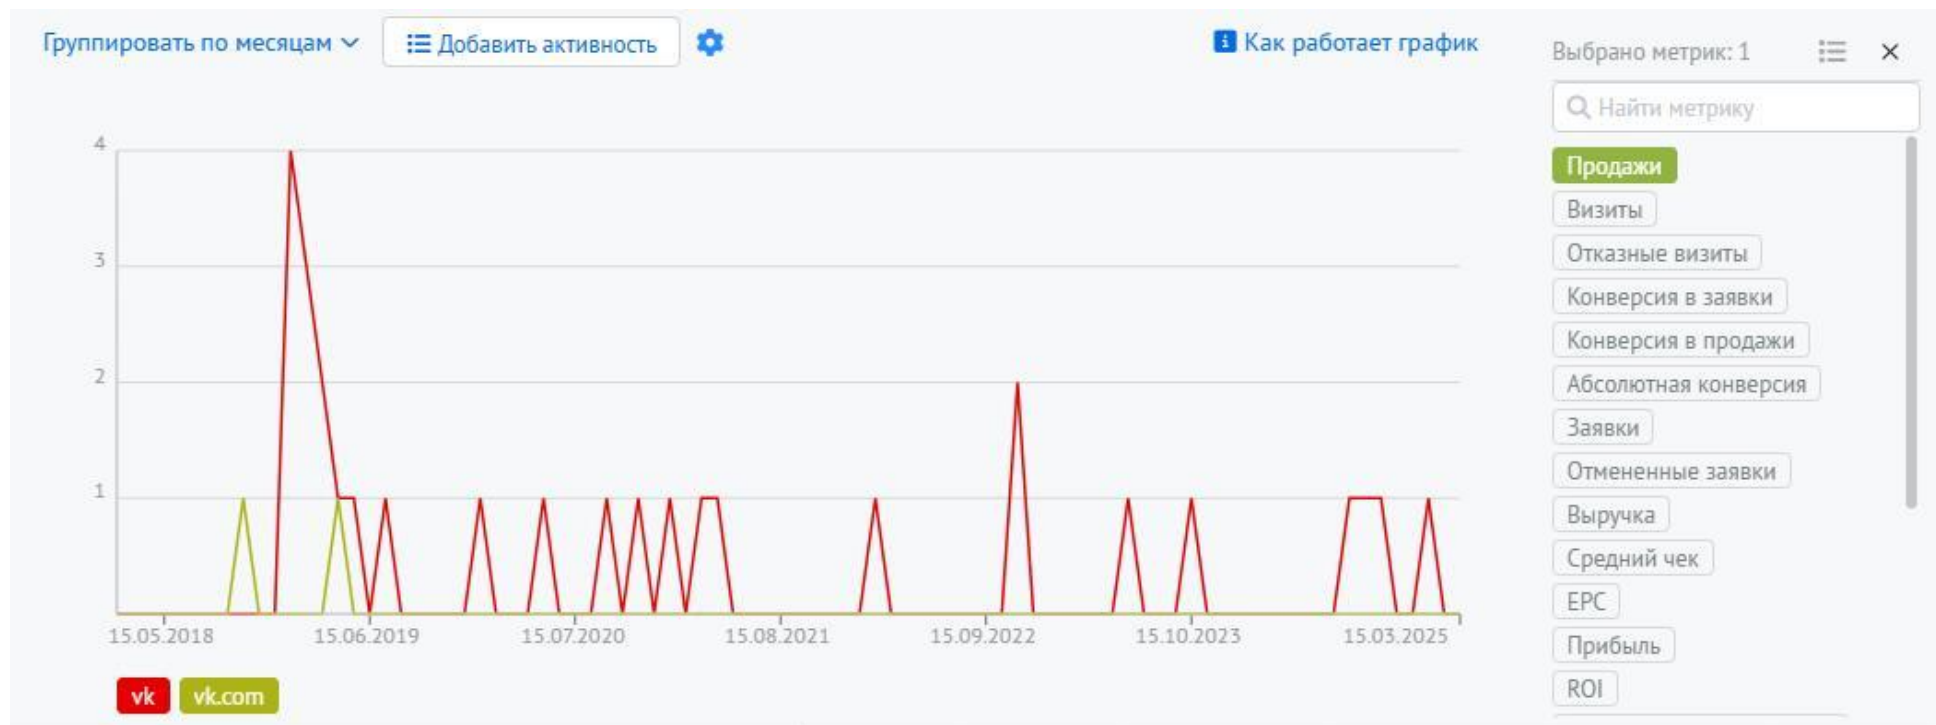 Группировать по месяцам
Добавить активность
Как работает график
Выбрано метрик: 1
Найти метрику
4
3
2
1
15.05.2018
15.06.2019
15.07.2020
15.08.2021
15.09.2022
15.10.2023
15.03.2025
vk
vk.com
Продажи
Визиты
Отказные визиты
Конверсия в заявки
Конверсия в продажи
Абсолютная конверсия
Заявки
Отмененные заявки
Выручка
Средний чек
EPC
Прибыль
ROI